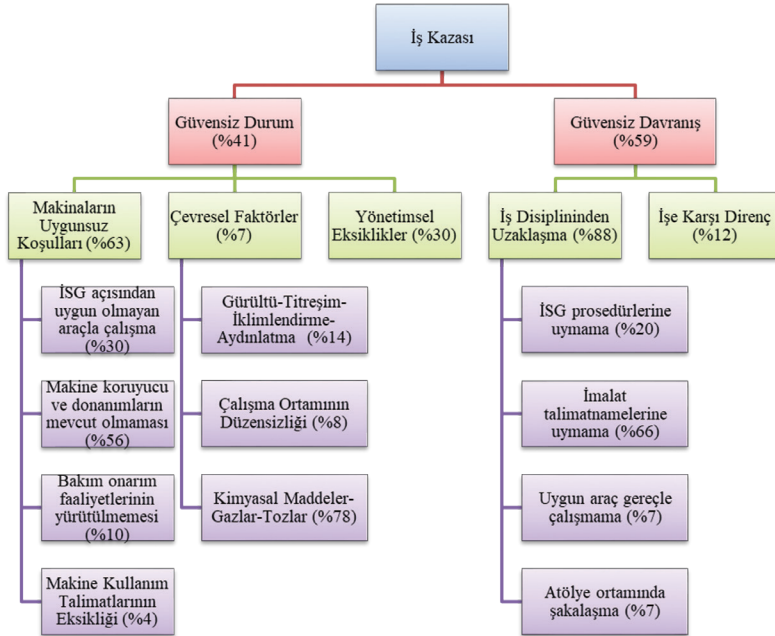 İş Kazası
Güvensiz Durum
(%41)
Güvensiz Davranış
(%59)
Makinaların
Uygunsuz
Koşulları (%63)
Çevresel Faktörler
(%7)
Yönetimsel
Eksiklikler (%30)
İş Disiplininden
Uzaklaşma (%88)
İşe Karşı Direnç
(%12)
İSG açısından
uygun olmayan
araçla çalışma
(%30)
Makine koruyucu
ve donanımların
mevcut olmaması
(%56)
Bakım onarım
faaliyetlerinin
yürütülmemesi
(%10)
Makine Kullanım
Talimatlarının
Eksikliği (%4)
Gürültü-Titreşim-
İklimlendirme-
Aydınlatma (%14)
Çalışma Ortamının
Düzensizliği (%8)
Kimyasal Maddeler-
Gazlar-Tozlar (%78)
İSG prosedürlerine
uymama (%20)
İmalat
talimatnamelerine
uymama (%66)
Uygun araç gereçle
çalışmama (%7)
Atölye ortamında
şakalaşma (%7)